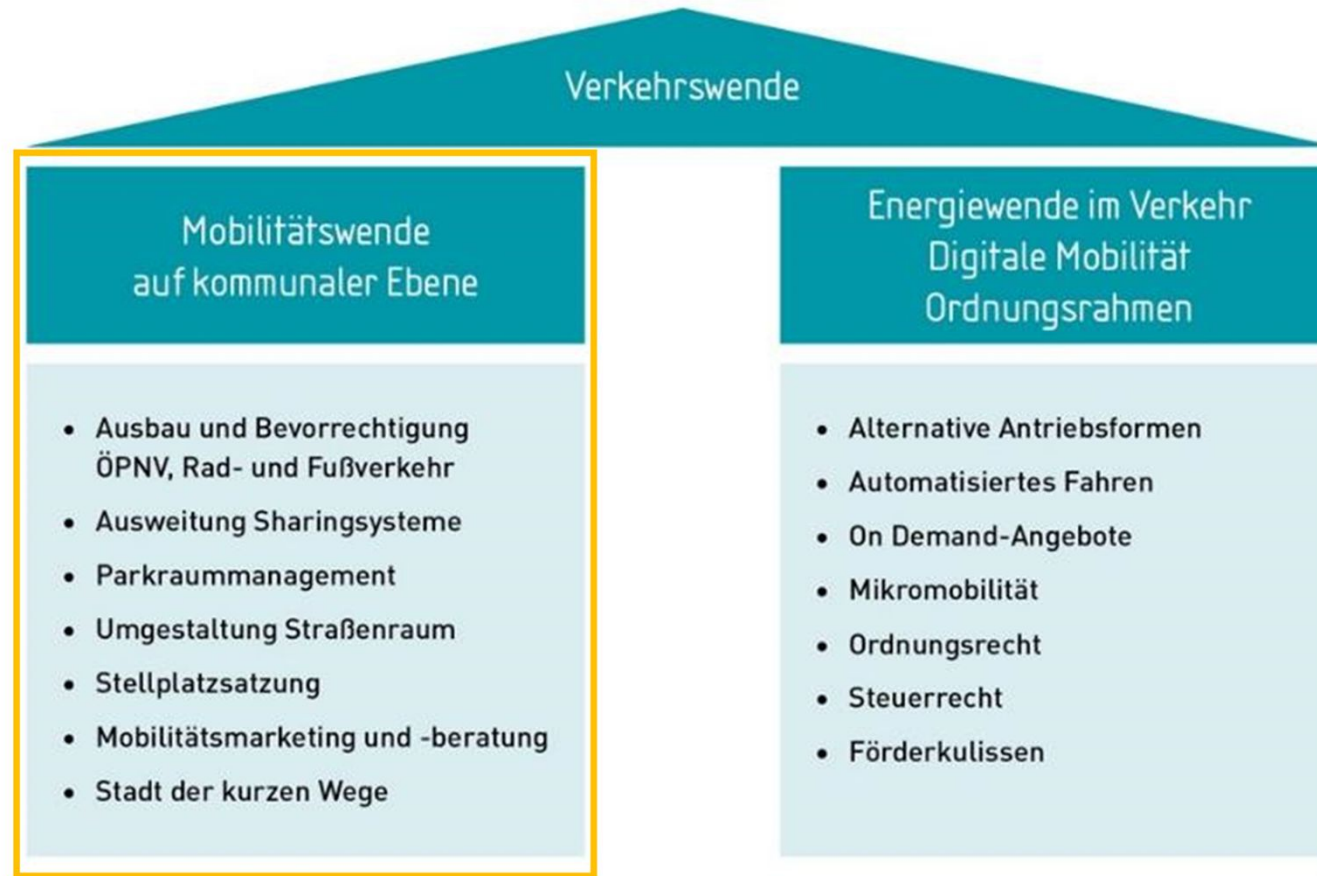 Verkehrswende
Mobilitätswende
auf kommunaler Ebene
• Ausbau und Bevorrechtigung
ÖPNV, Rad- und Fußverkehr
• Ausweitung Sharingsysteme
• Parkraummanagement
• Umgestaltung Straßenraum
• Stellplatzsatzung
• Mobilitätsmarketing und -beratung
• Stadt der kurzen Wege
Energiewende im Verkehr
Digitale Mobilität
Ordnungsrahmen
• Alternative Antriebsformen
• Automatisiertes Fahren
• On Demand-Angebote
• Mikromobilität
• Ordnungsrecht
• Steuerrecht
• Förderkulissen